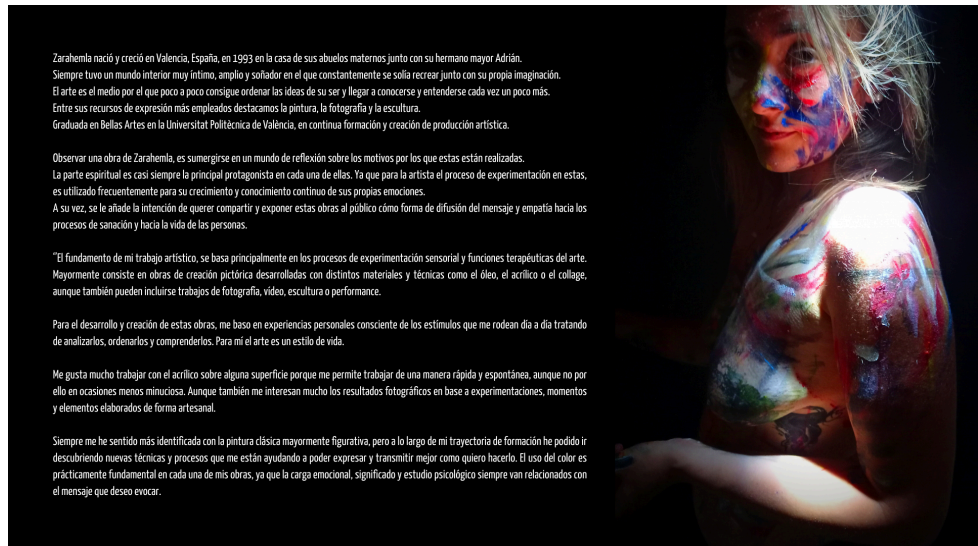 Zarahemla nació y creció en Valencia, España, en 1993 en la casa de sus abuelos maternos junto con su hermano mayor Adrián.
Siempre tuvo un mundo interior muy íntimo, amplio y soñador en el que constantemente se solía recrear junto con su propia imaginación.
El arte es el medio por el que poco a poco consigue ordenar las ideas de su ser y llegar a conocerse y entenderse cada vez un poco más.
Entre sus recursos de expresión más empleados destacamos la pintura, la fotografía y la escultura.
Graduada en Bellas Artes en la Universitat Politècnica de València, en continua formación y creación de producción artística.
Observar una obra de Zarahemla, es sumergirse en un mundo de reflexión sobre los motivos por los que estas están realizadas.
La parte espiritual es casi siempre la principal protagonista en cada una de ellas. Ya que para la artista el proceso de experimentación en estas,
es utilizado frecuentemente para su crecimiento y conocimiento continuo de sus propias emociones.
A su vez, se le añade la intención de querer compartir y exponer estas obras al público cómo forma de difusión del mensaje y empatía hacia los
procesos de sanación y hacia la vida de las personas.
"El fundamento de mi trabajo artístico, se basa principalmente en los procesos de experimentación sensorial y funciones terapéuticas del arte.
Mayormente consiste en obras de creación pictórica desarrolladas con distintos materiales y técnicas como el óleo, el acrílico o el collage,
aunque también pueden incluirse trabajos de fotografía, vídeo, escultura o performance.
Para el desarrollo y creación de estas obras, me baso en experiencias personales consciente de los estímulos que me rodean día a día tratando
de analizarlos, ordenarlos y comprenderlos. Para mí el arte es un estilo de vida.
Me gusta mucho trabajar con el acrílico sobre alguna superficie porque me permite trabajar de una manera rápida y espontánea, aunque no por
ello en ocasiones menos minuciosa. Aunque también me interesan mucho los resultados fotográficos en base a experimentaciones, momentos
y elementos elaborados de forma artesanal.
Siempre me he sentido más identificada con la pintura clásica mayormente figurativa, pero a lo largo de mi trayectoria de formación he podido ir
descubriendo nuevas técnicas y procesos que me están ayudando a poder expresar y transmitir mejor como quiero hacerlo. El uso del color es
prácticamente fundamental en cada una de mis obras, ya que la carga emocional, significado y estudio psicológico siempre van relacionados con
el mensaje que deseo evocar.